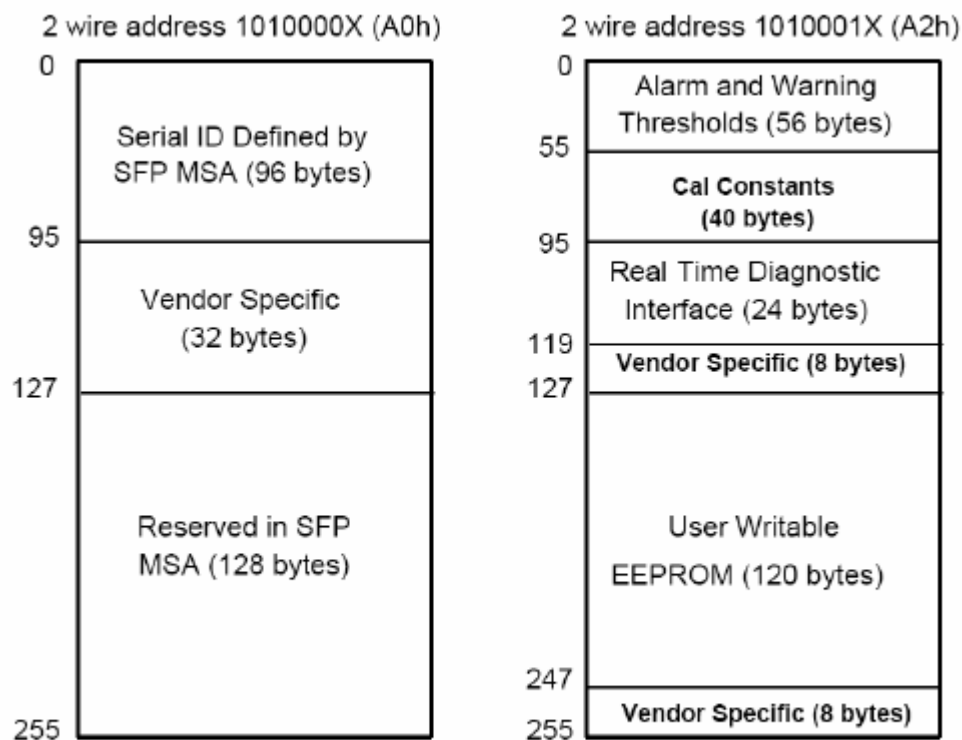 2 wire address 1010000X (A0h)
0
Serial ID Defined by
SFP MSA (96 bytes)
95
Vendor Specific
(32 bytes)
127
Reserved in SFP
MSA (128 bytes)
255
2 wire address 1010001X (A2h)
0
Alarm and Warning
Thresholds (56 bytes)
55
Cal Constants
(40 bytes)
95
Real Time Diagnostic
Interface (24 bytes)
119
Vendor Specific (8 bytes)
127
User Writable
EEPROM (120 bytes)
247
Vendor Specific (8 bytes)
255